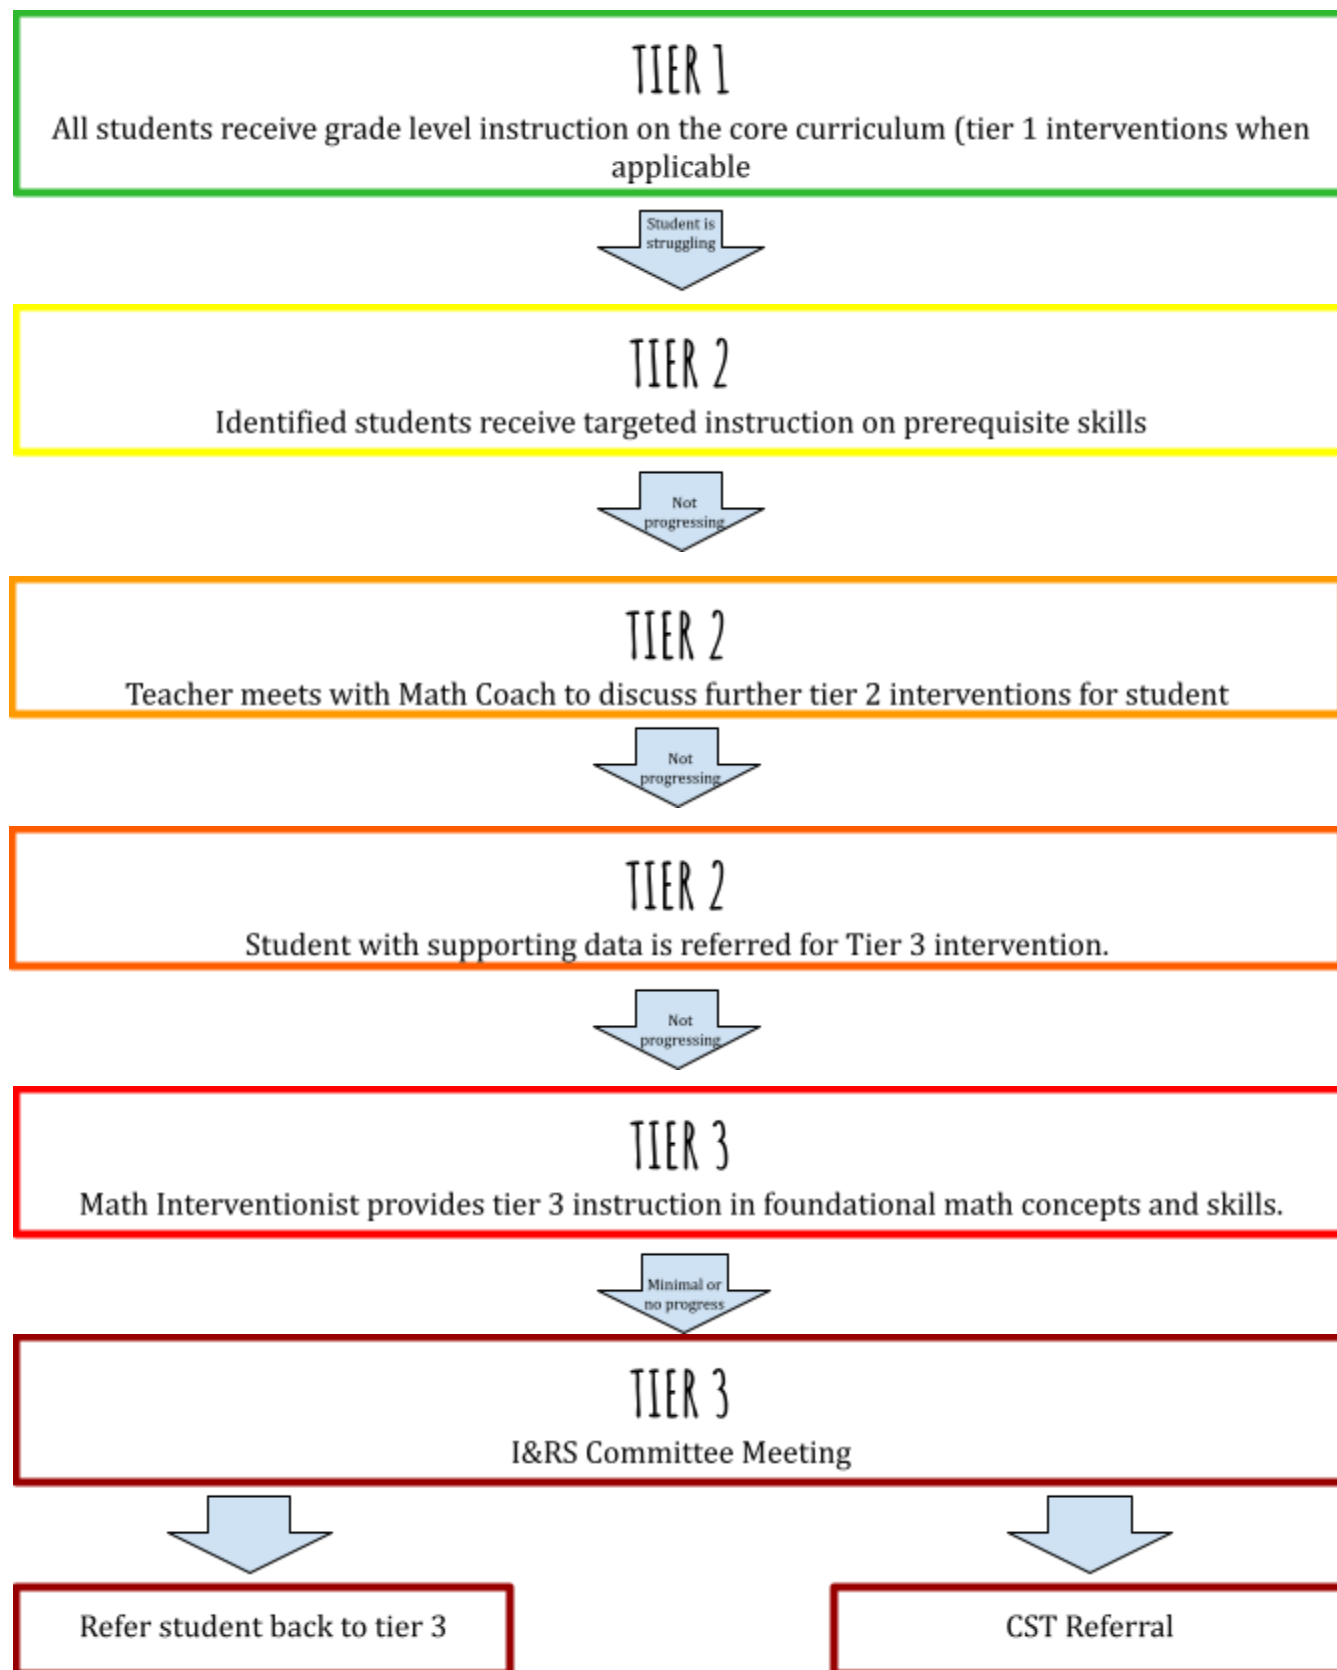 TIER 1
All students receive grade level instruction on the core curriculum (tier 1 interventions when
applicable
Student is
struggling
TIER 2
Identified students receive targeted instruction on prerequisite skills
Not
progressing
TIER 2
Teacher meets with Math Coach to discuss further tier 2 interventions for student
Not
progressing
TIER 2
Student with supporting data is referred for Tier 3 intervention.
Not
progressing
TIER 3
Math Interventionist provides tier 3 instruction in foundational math concepts and skills.
Minimal or
no progress
TIER 3
I&RS Committee Meeting
Refer student back to tier 3
CST Referral